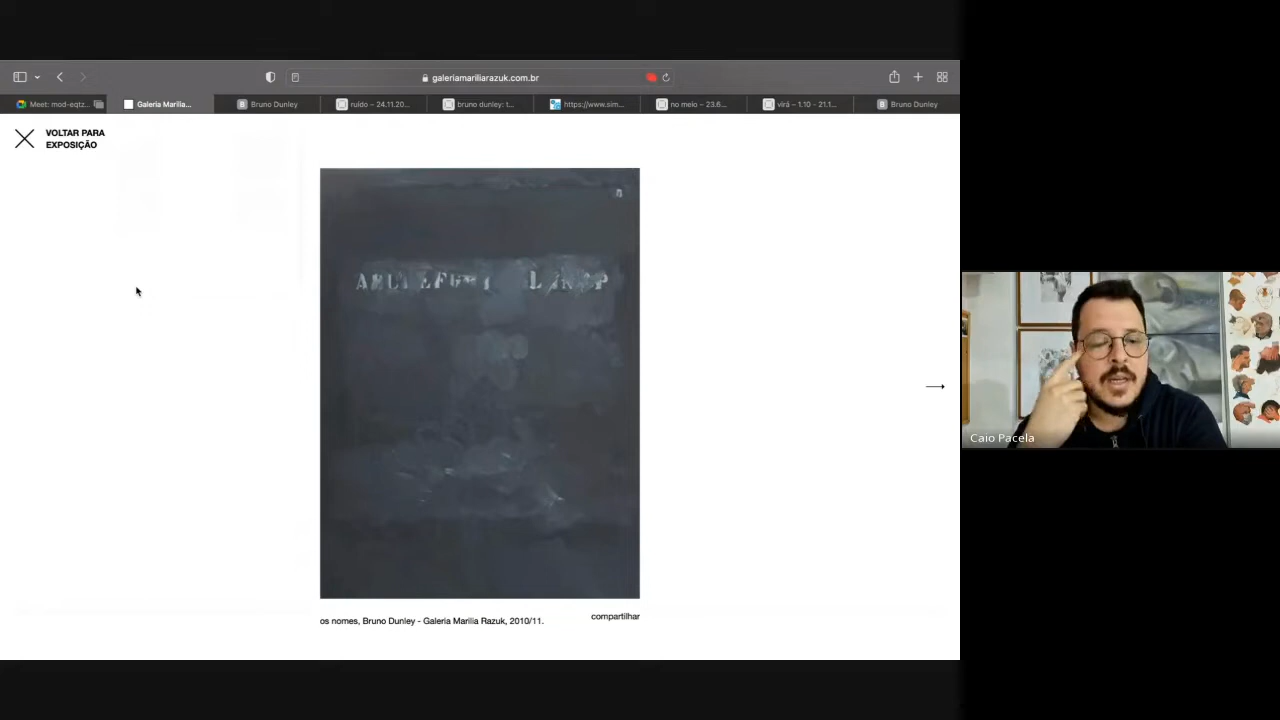 galeriamariliarazuk.com.br
Meet: mod-eqtz...
Galeria Marília...
Bruno Dunley
ruído – 24.11.20...
bruno dunley: t...
https://www.sim...
no meio – 23.6...
virá – 1.10 – 21.1...
Bruno Dunley
VOLTAR PARA
EXPOSIÇÃO
compartilhar
os nomes, Bruno Dunley - Galeria Marilia Razuk, 2010/11.
Caio Pacela